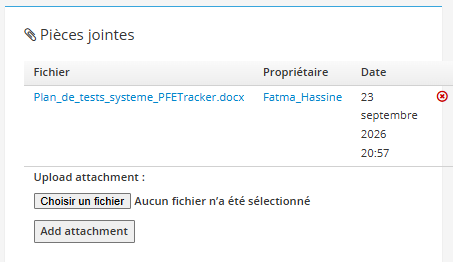 Pièces jointes
Fichier Propriétaire Date
Plan_de_tests_systeme_PFETracker.docx Fatma_Hassine 23
septembre
2026
20:57
Upload attachment :
Choisir un fichier Aucun fichier n’a été sélectionné
Add attachment